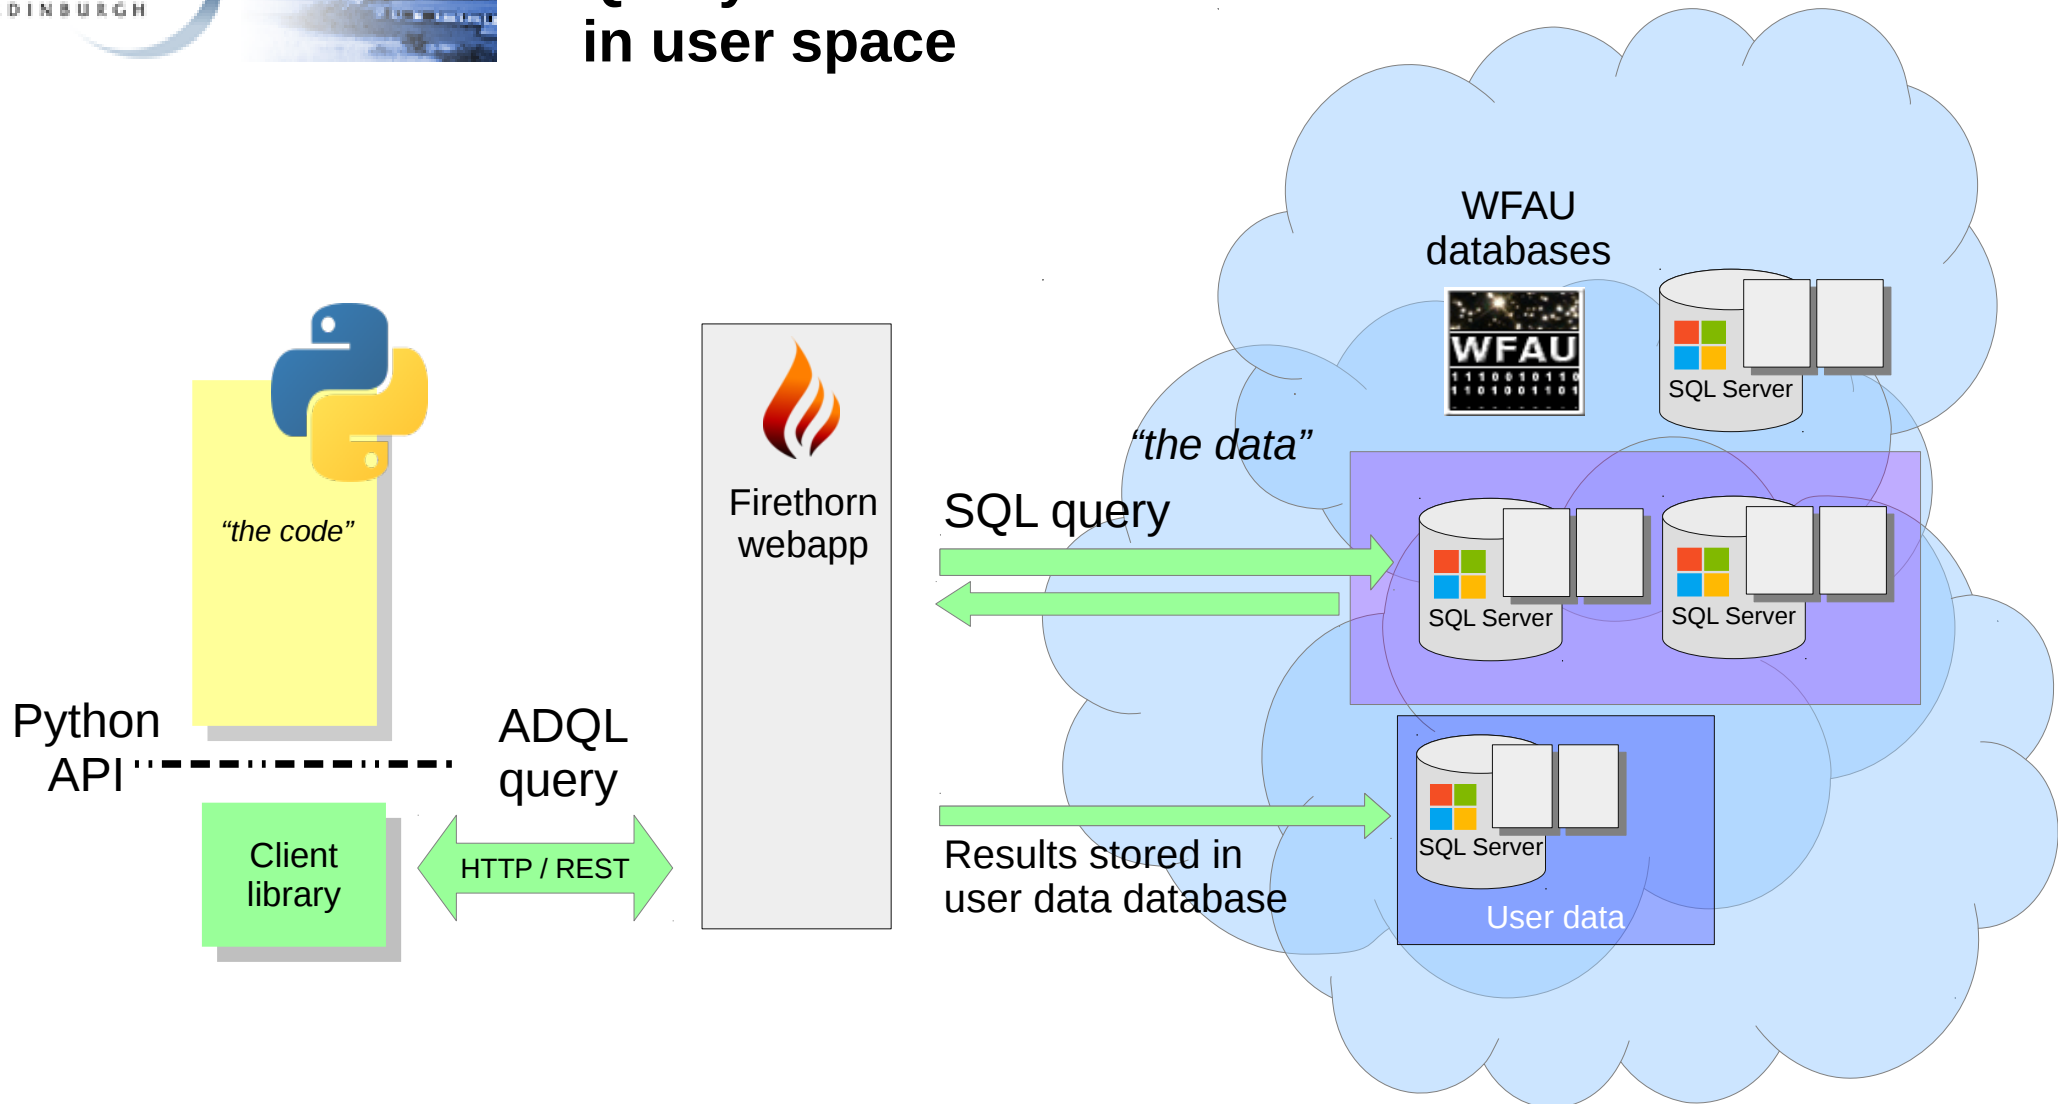 DINBURGH
in user space
WFAU
databases
WFAU
1110010110
1101001101
SQL Server
“the data”
“the code”
Firethorn
webapp
SQL query
SQL Server
SQL Server
Python
API
ADQL
query
Client
library
HTTP / REST
Results stored in
user data database
SQL Server
User data